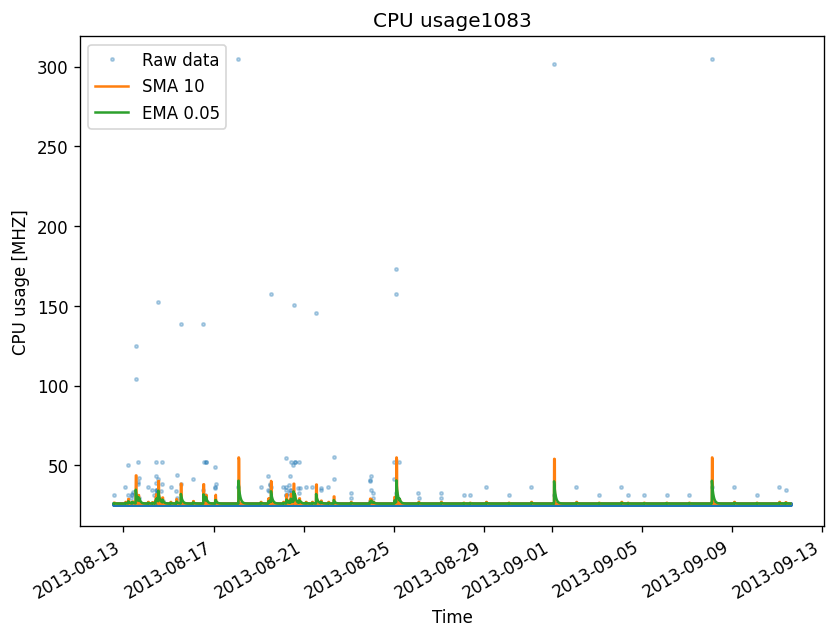 CPU usage1083
Raw data
SMA 10
EMA 0.05
CPU usage [MHZ]
300
250
200
150
100
50
2013-08-13
2013-08-17
2013-08-21
2013-08-25
2013-08-29
2013-09-01
2013-09-05
2013-09-09
2013-09-13
Time